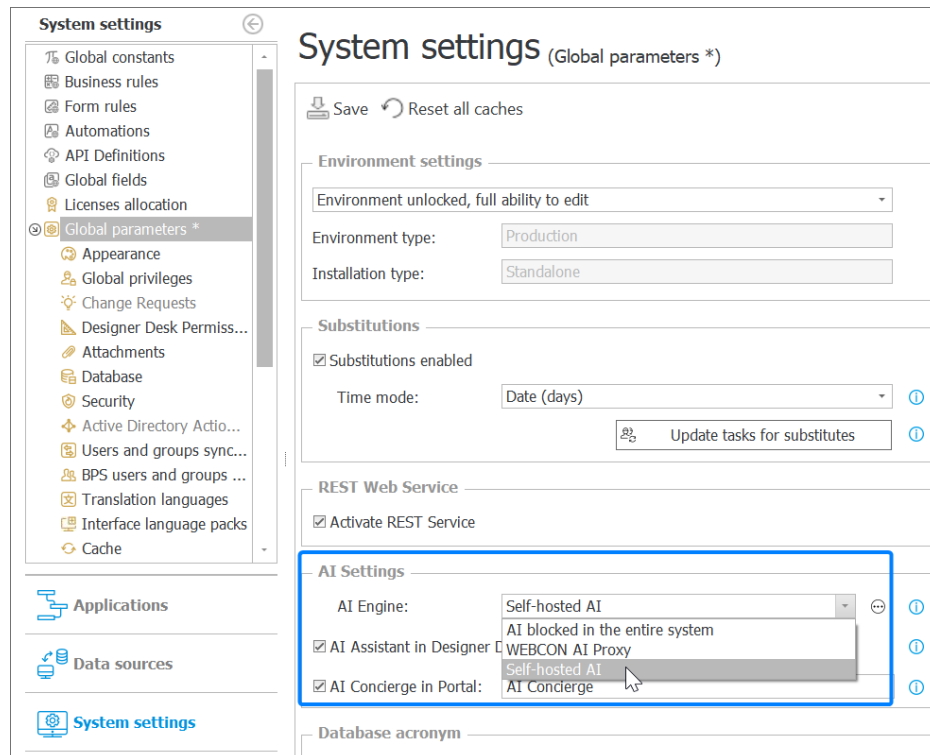 System settings
Global constants
Business rules
Form rules
Automations
API Definitions
Global fields
Licenses allocation
Global parameters *
Appearance
Global privileges
Change Requests
Designer Desk Permiss...
Attachments
Database
Security
Active Directory Actio...
Users and groups sync...
BPS users and groups ...
Translation languages
Interface language packs
Cache
Applications
Data sources
System settings
System settings (Global parameters *)
Save Reset all caches
Environment settings
Environment unlocked, full ability to edit
Environment type: Production
Installation type: Standalone
Substitutions
Substitutions enabled
Time mode: Date (days)
Update tasks for substitutes
REST Web Service
Activate REST Service
AI Settings
AI Engine: Self-hosted AI
AI blocked in the entire system
AI Assistant in Designer D
WEBCON AI Proxy
Self-hosted AI
AI Concierge in Portal: AI Concierge
Database acronym